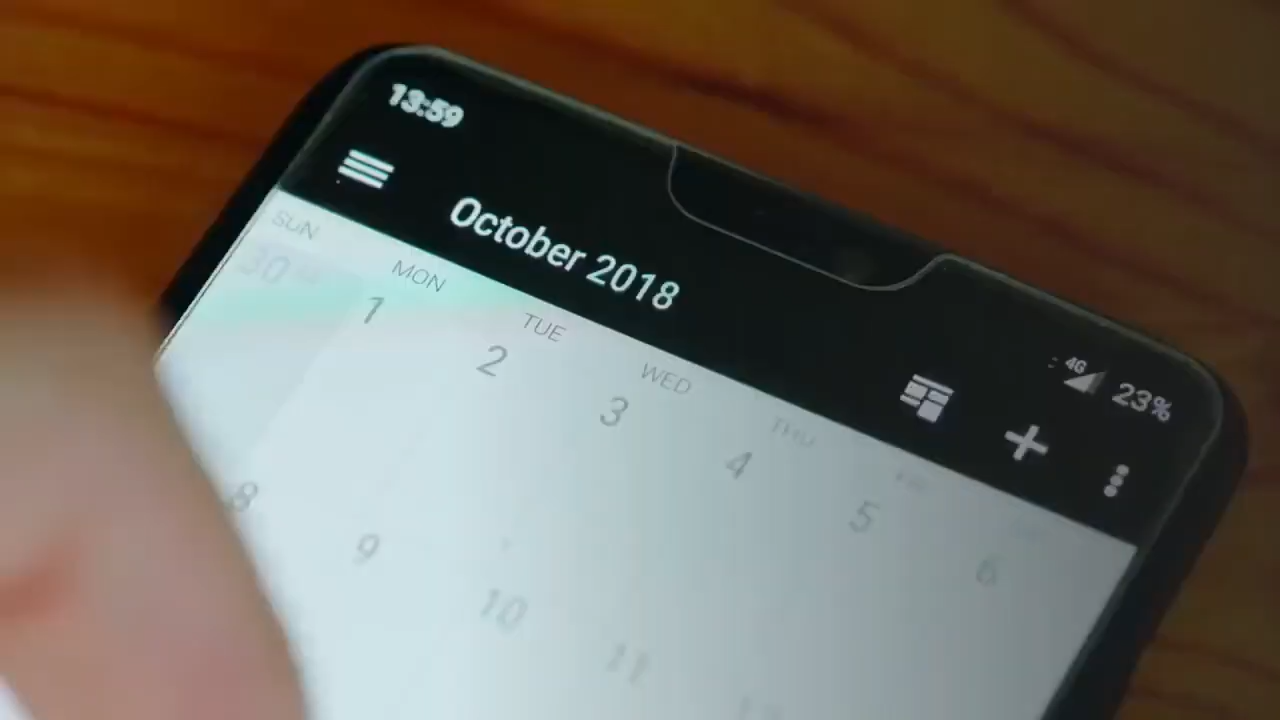 13:59
October 2018
4G 23%
SUN MON TUE WED THU
30 1 2 3 4 5 6
8 9 10 11